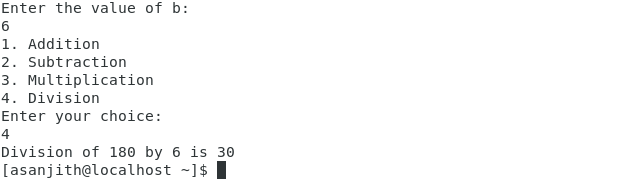 Enter the value of b:
6
1. Addition
2. Subtraction
3. Multiplication
4. Division
Enter your choice:
4
Division of 180 by 6 is 30
[asanjith@localhost ~]$